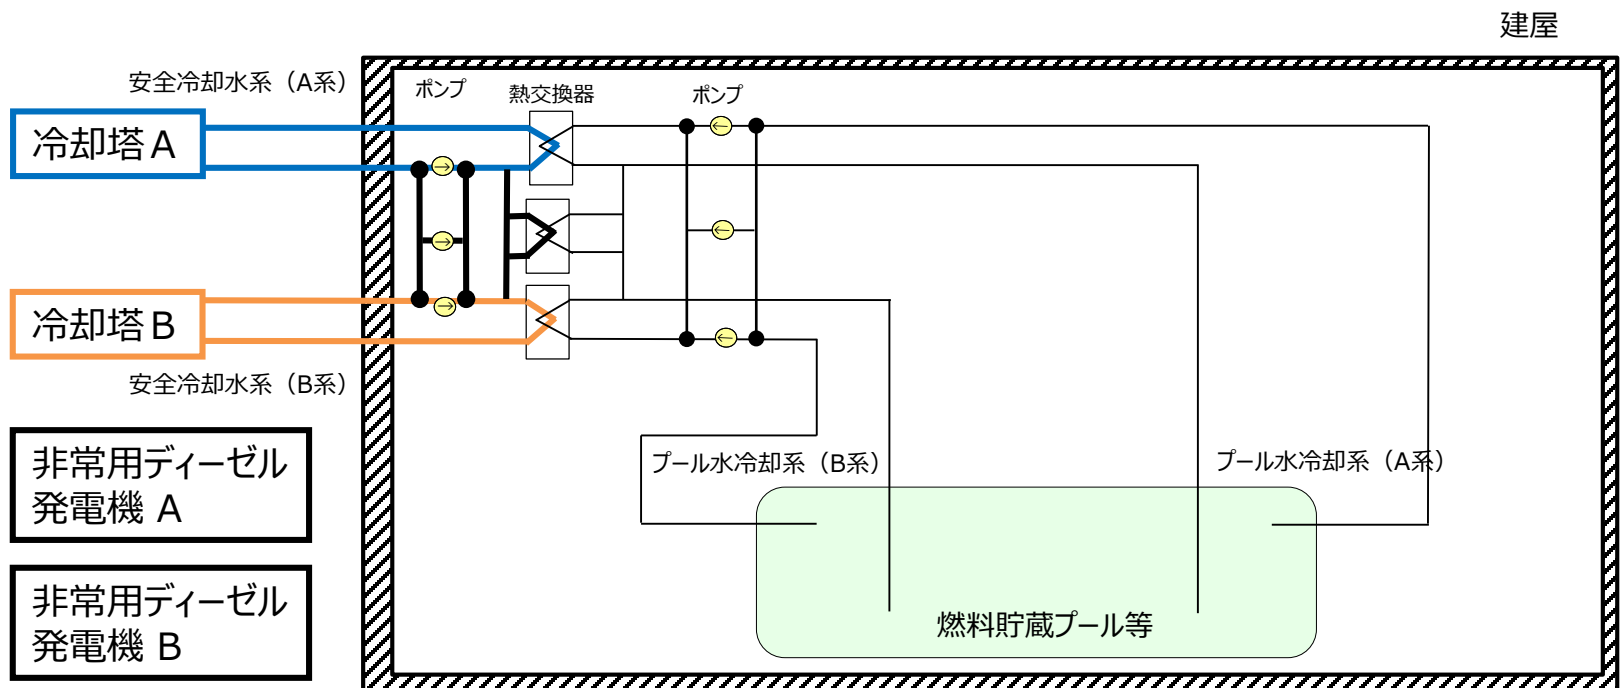 建屋
安全冷却水系（A系）
ポンプ
熱交換器
ポンプ
冷却塔A
冷却塔B
安全冷却水系（B系）
非常用ディーゼル
発電機 A
プール水冷却系（B系）
プール水冷却系（A系）
非常用ディーゼル
発電機 B
燃料貯蔵プール等